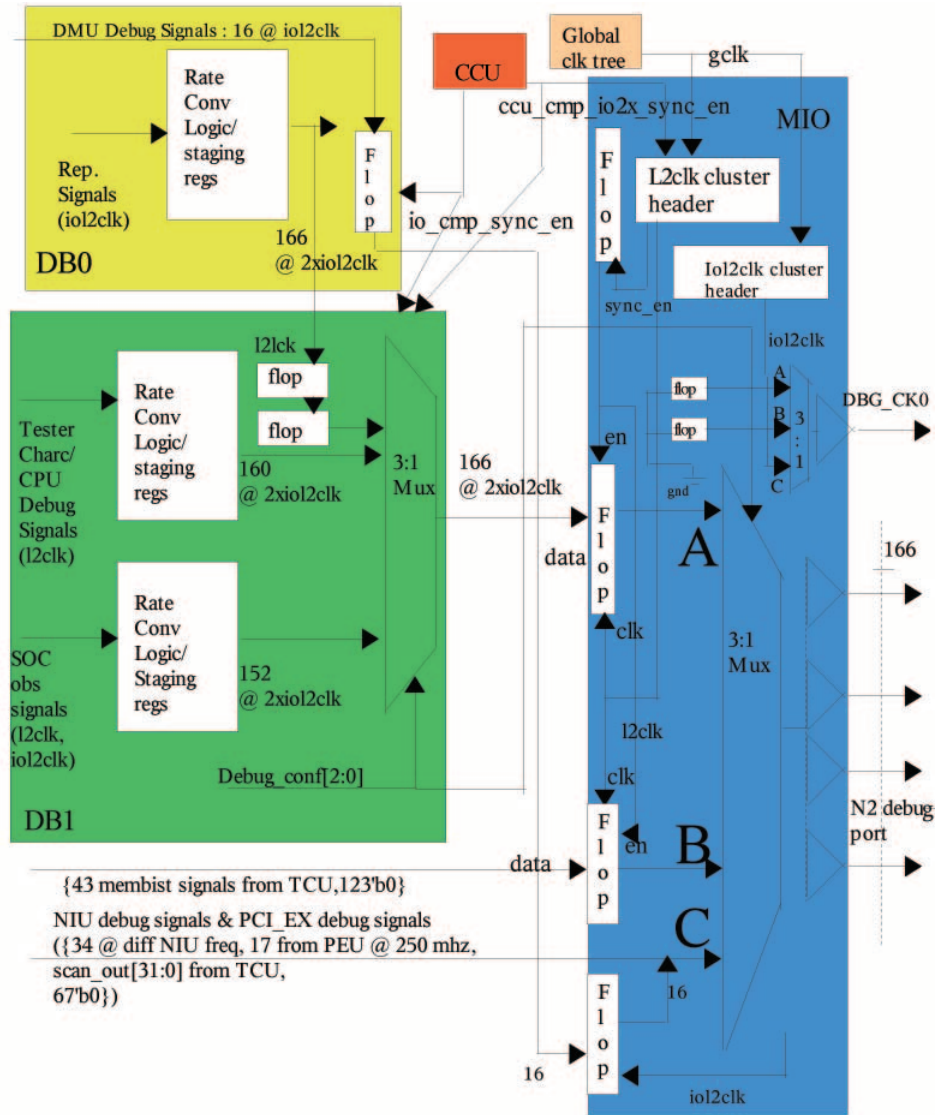 DMU Debug Signals : 16 @ iol2clk
Rate
Conv
Logic/
staging
regs
Rep.
Signals
(iol2clk)
F
l
o
p
DB0
166
@ 2xiol2clk
CCU
Global
clk tree
gclk
ccu_cmp_io2x_sync_en
io_cmp_sync_en
MIO
F
l
o
p
L2clk cluster
header
Iol2clk cluster
header
sync_en
iol2clk
l2lck
flop
flop
Rate
Conv
Logic/
staging
regs
Tester
Charc/
CPU
Debug
Signals
(l2clk)
160
@ 2xiol2clk
3:1
Mux
166
@ 2xiol2clk
Rate
Conv
Logic/
Staging
regs
SOC
obs
signals
(l2clk,
iol2clk)
152
@ 2xiol2clk
Debug_conf[2:0]
DB1
flop
flop
A
B
C
3
:
1
DBG_CK0
en
gnd
F
l
o
p
data
A
clk
3:1
Mux
166
l2clk
clk
F
l
o
p
en
data
B
N2 debug
port
{43 membist signals from TCU,123'b0}
NIU debug signals & PCI_EX debug signals
({34 @ diff NIU freq, 17 from PEU @ 250 mhz,
scan_out[31:0] from TCU,
67'b0})
C
16
F
l
o
p
16
iol2clk